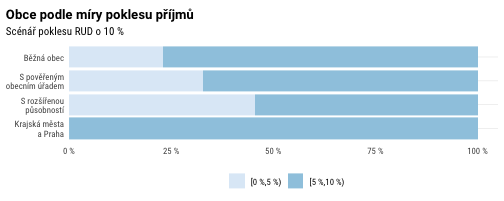 Obce podle míry poklesu příjmů
Scénář poklesu RUD o 10 %
Běžná obec
S pověřeným
obecním úřadem
S rozšířenou
působností
Krajská města
a Praha
0 %
25 %
50 %
75 %
100 %
[0 %,5 %)
[5 %,10 %)